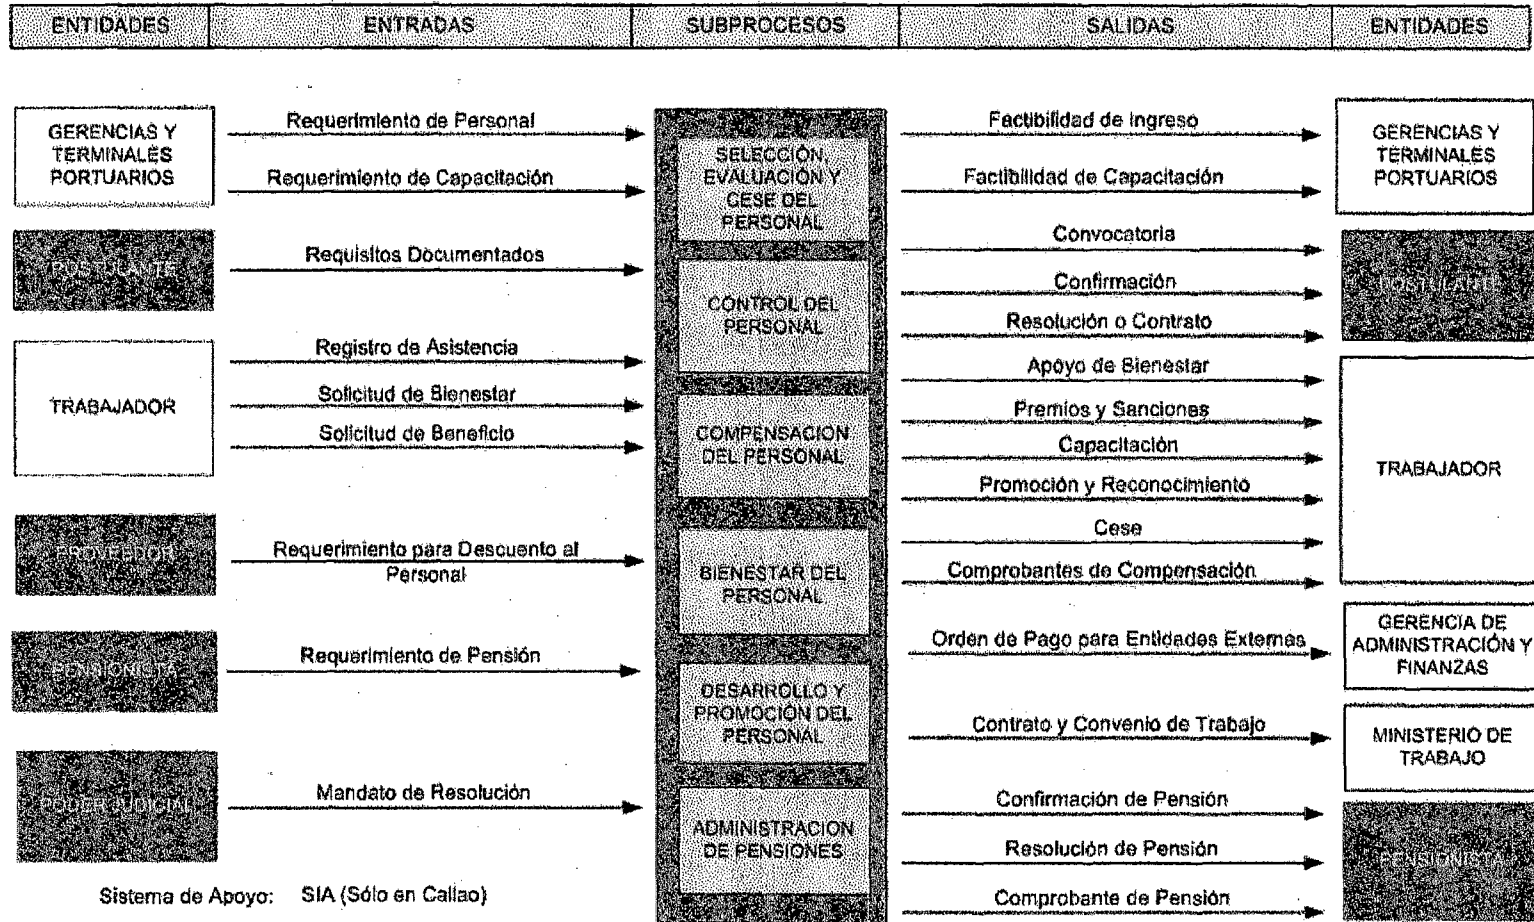 ENTIDADES
ENTRADAS
SUBPROCESOS
SALIDAS
ENTIDADES
GERENCIAS Y
TERMINALES
PORTUARIOS
Requerimiento de Personal
Requerimiento de Capacitación
POSTULANTE
Requisitos Documentados
TRABAJADOR
Registro de Asistencia
Solicitud de Bienestar
Solicitud de Beneficio
PROVEEDOR
Requerimiento para Descuento al
Personal
PENSIONISTA
Requerimiento de Pensión
PODER JUDICIAL
Mandato de Resolución
Sistema de Apoyo: SIA (Sólo en Callao)
SELECCIÓN,
EVALUACIÓN Y
CESE DEL
PERSONAL
CONTROL DEL
PERSONAL
COMPENSACION
DEL PERSONAL
BIENESTAR DEL
PERSONAL
DESARROLLO Y
PROMOCIÓN DEL
PERSONAL
ADMINISTRACION
DE PENSIONES
Factibilidad de Ingreso
Factibilidad de Capacitación
GERENCIAS Y
TERMINALES
PORTUARIOS
Convocatoria
Confirmación
Resolución o Contrato
POSTULANTE
Apoyo de Bienestar
Premios y Sanciones
Capacitación
Promoción y Reconocimiento
Cese
Comprobantes de Compensación
TRABAJADOR
Orden de Pago para Entidades Externas
GERENCIA DE
ADMINISTRACIÓN Y
FINANZAS
Contrato y Convenio de Trabajo
MINISTERIO DE
TRABAJO
Confirmación de Pensión
Resolución de Pensión
Comprobante de Pensión
PENSIONISTA